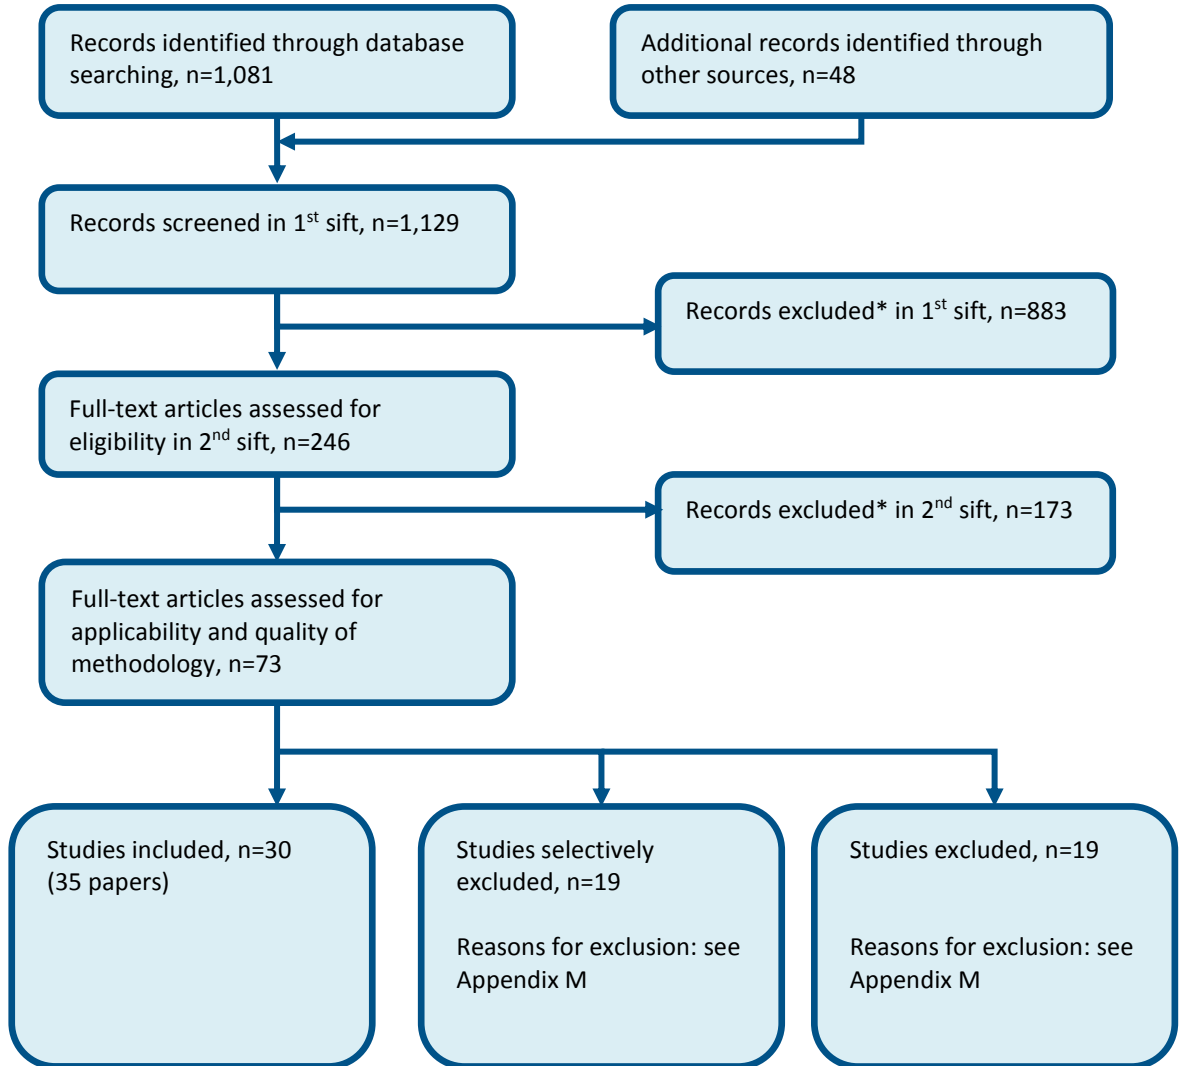 Records identified through database
searching, n=1,081
Additional records identified through
other sources, n=48
Records screened in 1st sift, n=1,129
Records excluded* in 1st sift, n=883
Full-text articles assessed for
eligibility in 2nd sift, n=246
Records excluded* in 2nd sift, n=173
Full-text articles assessed for
applicability and quality of
methodology, n=73
Studies included, n=30
(35 papers)
Studies selectively
excluded, n=19
Reasons for exclusion: see
Appendix M
Studies excluded, n=19
Reasons for exclusion: see
Appendix M